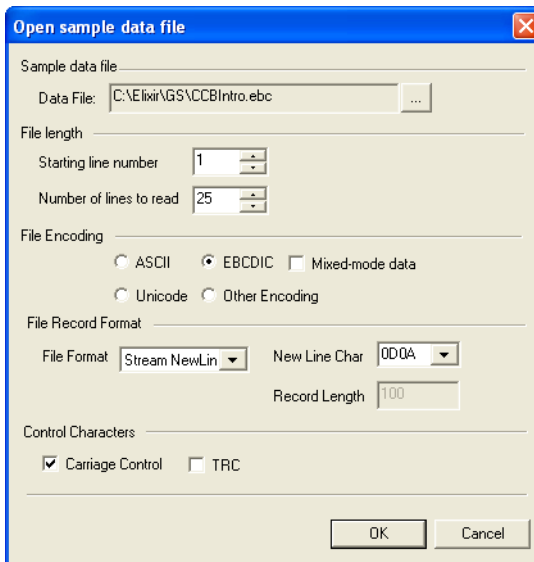 Open sample data file
Sample data file
Data File: C:\Elixir\GS\CCBIntro.ebc ...
File length
Starting line number 1
Number of lines to read 25
File Encoding
ASCII EBCDIC Mixed-mode data
Unicode Other Encoding
File Record Format
File Format Stream NewLin New Line Char 0D0A
Record Length 100
Control Characters
Carriage Control TRC
OK Cancel